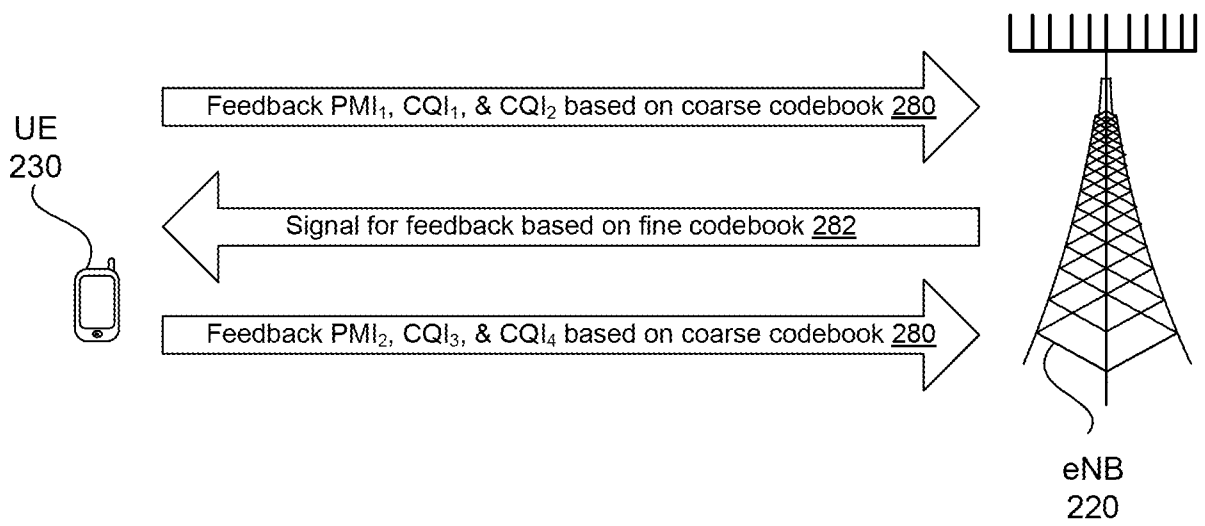 Feedback PMI₁, CQI₁, & CQI₂ based on coarse codebook 280
UE
230
Signal for feedback based on fine codebook 282
Feedback PMI₂, CQI₃, & CQI₄ based on coarse codebook 280
eNB
220